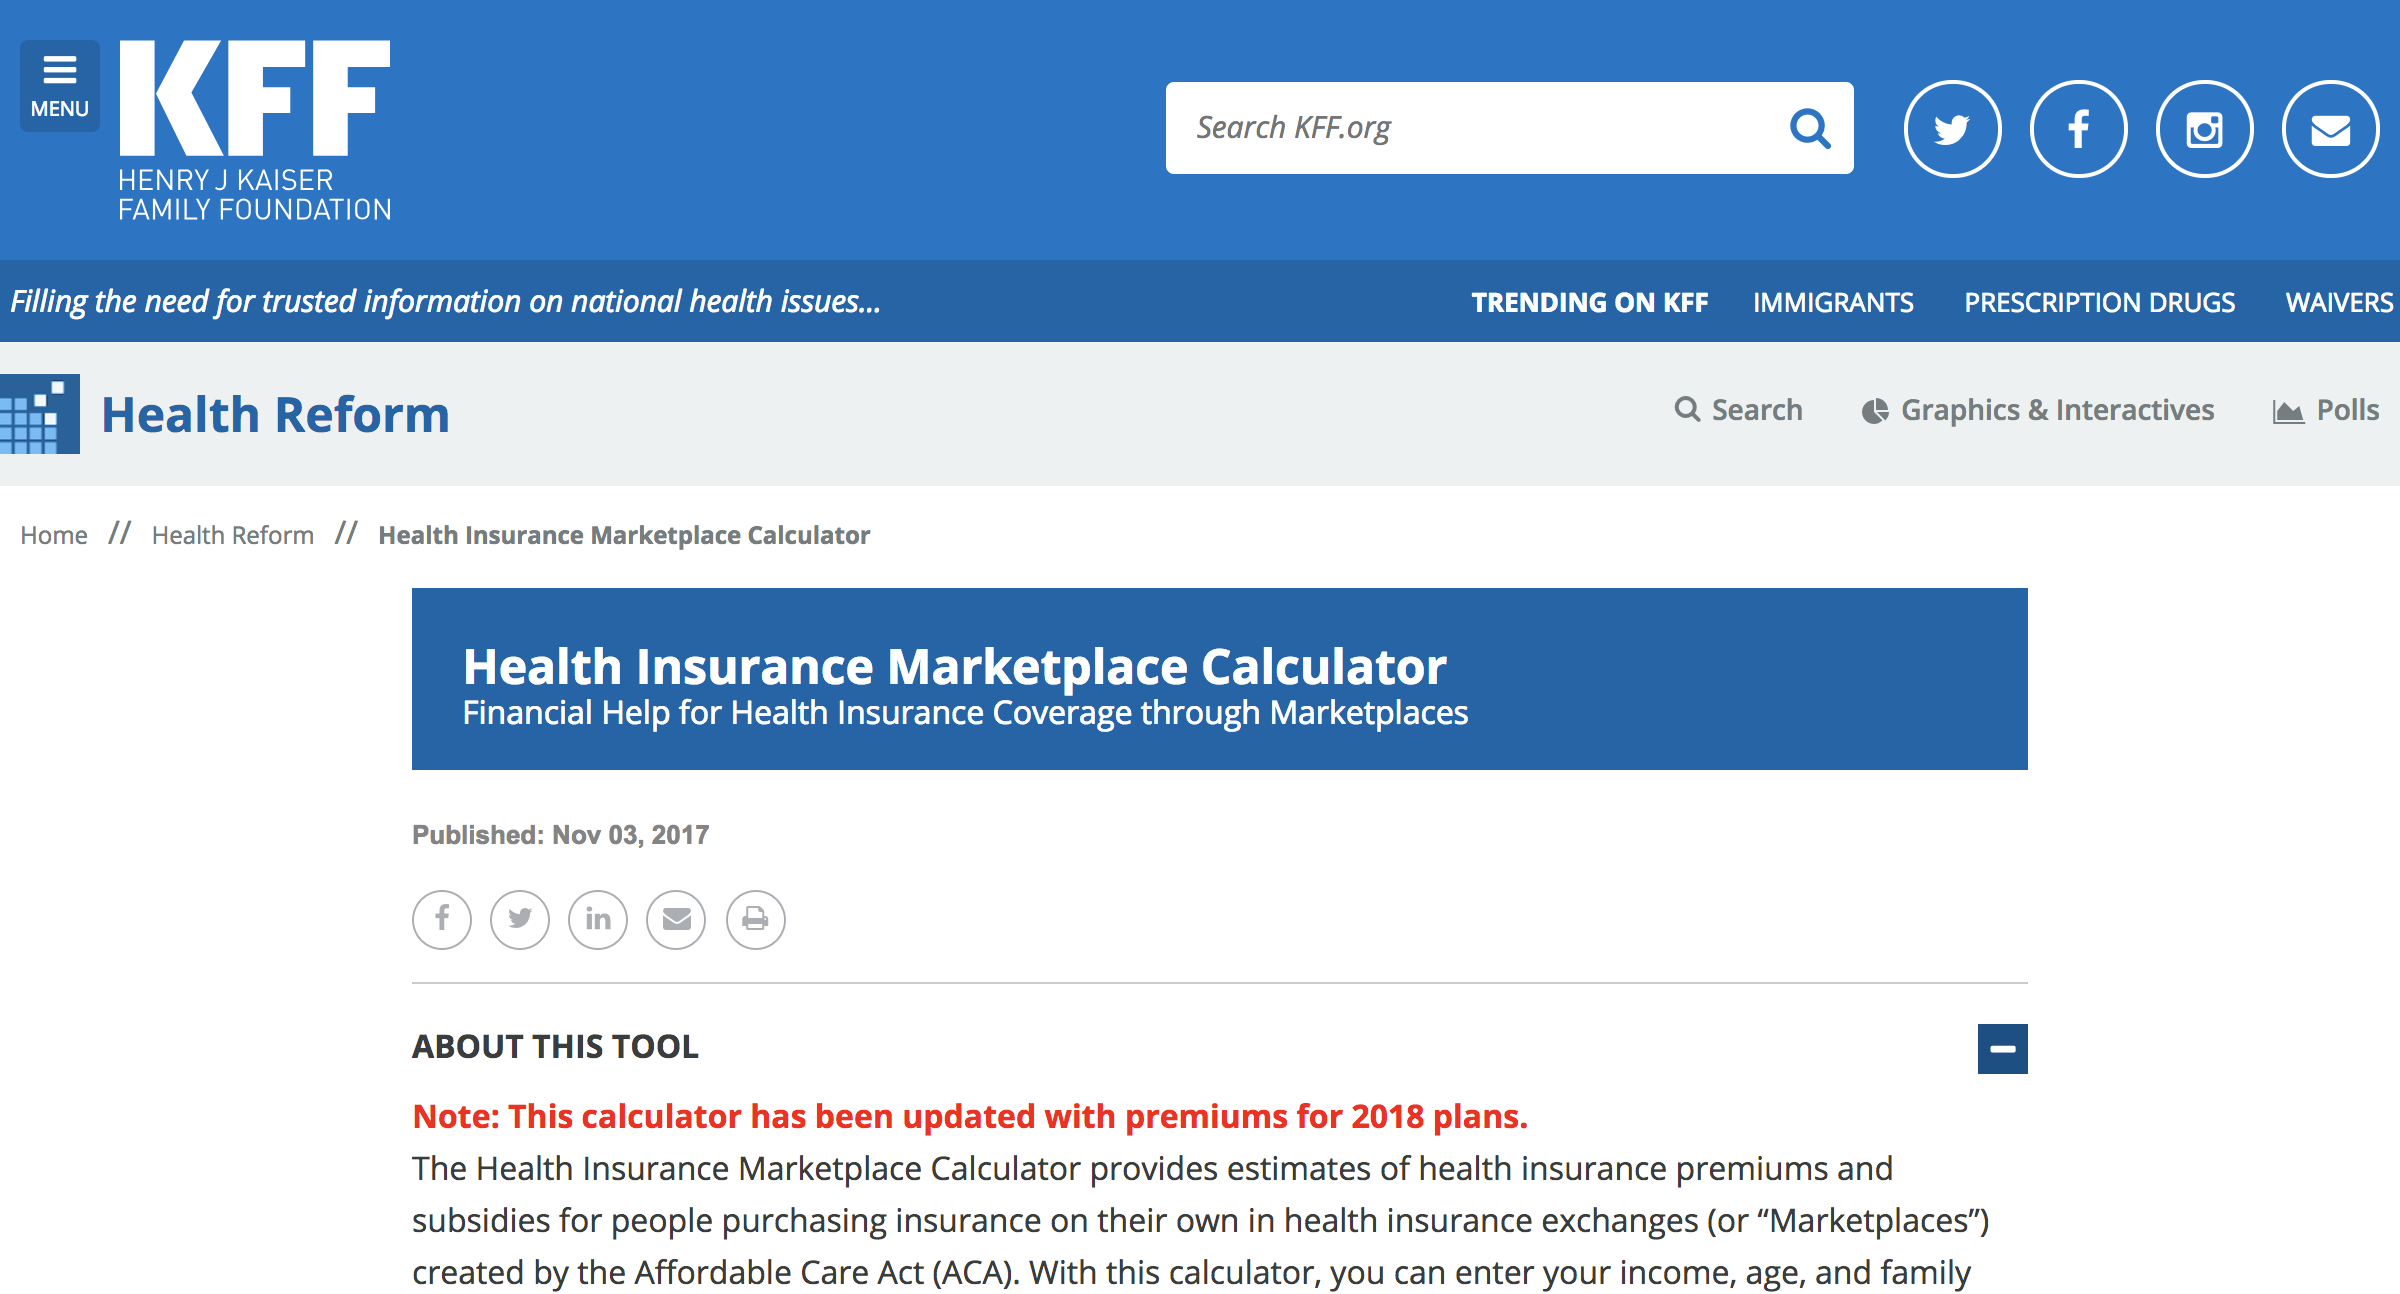 MENU
KFF
HENRY J KAISER
FAMILY FOUNDATION
Search KFF.org
Filling the need for trusted information on national health issues...
TRENDING ON KFF IMMIGRANTS PRESCRIPTION DRUGS WAIVERS
Health Reform
Search Graphics & Interactives Polls
Home // Health Reform // Health Insurance Marketplace Calculator
Health Insurance Marketplace Calculator
Financial Help for Health Insurance Coverage through Marketplaces
Published: Nov 03, 2017
ABOUT THIS TOOL
Note: This calculator has been updated with premiums for 2018 plans.
The Health Insurance Marketplace Calculator provides estimates of health insurance premiums and
subsidies for people purchasing insurance on their own in health insurance exchanges (or “Marketplaces”)
created by the Affordable Care Act (ACA). With this calculator, you can enter your income, age, and family